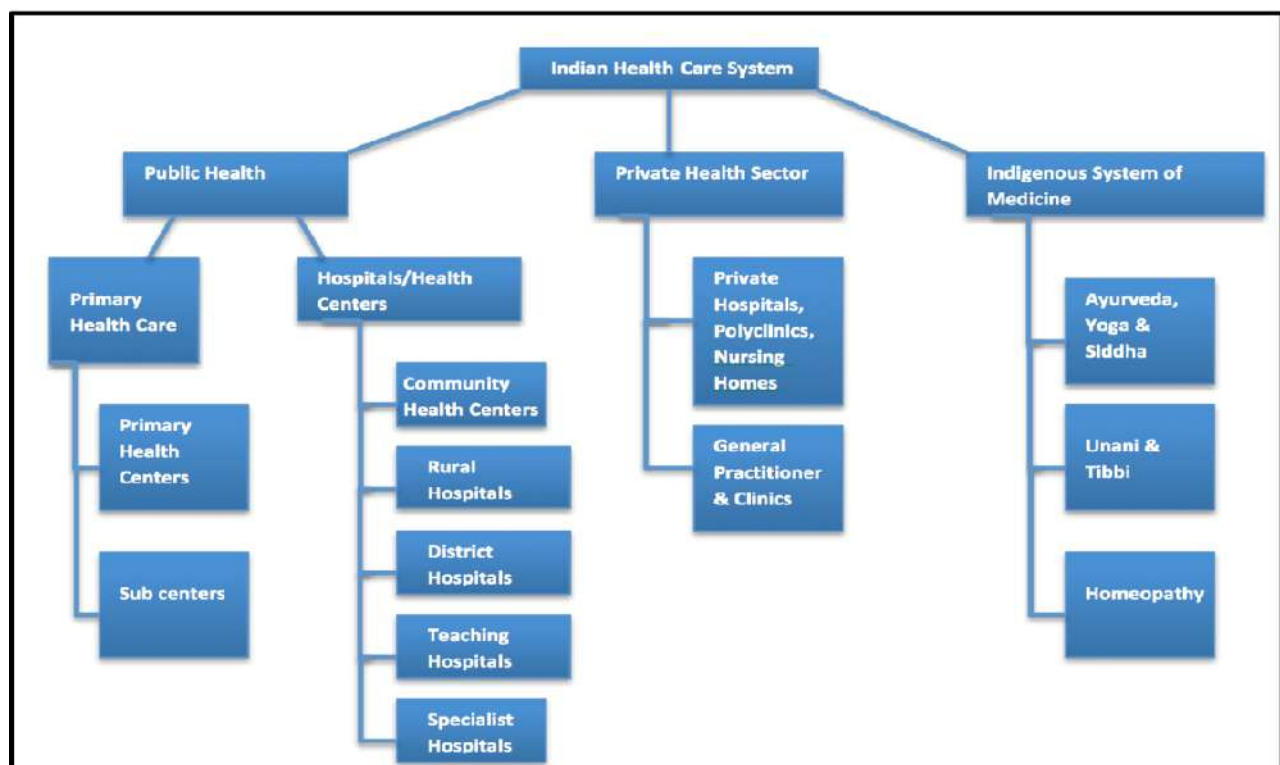 Indian Health Care System
Public Health
Private Health Sector
Indigenous System of
Medicine
Primary
Health Care
Hospitals/Health
Centers
Private
Hospitals,
Polyclinics,
Nursing
Homes
Ayurveda,
Yoga &
Siddha
Community
Health Centers
Primary
Health
Centers
Rural
Hospitals
General
Practitioner
& Clinics
Unani &
Tibbi
District
Hospitals
Sub centers
Homeopathy
Teaching
Hospitals
Specialist
Hospitals